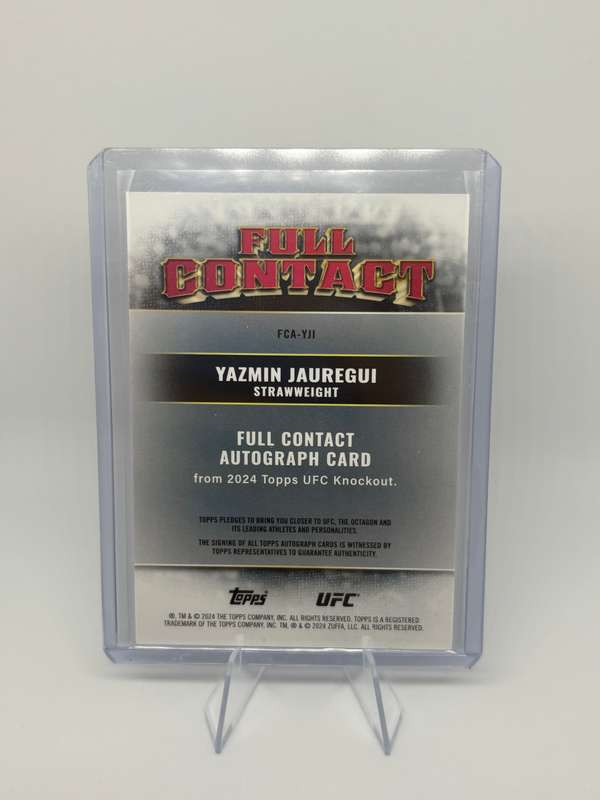 FULL
CONTACT
FCA-YJI
YAZMIN JAUREGUI
STRAWWEIGHT
FULL CONTACT
AUTOGRAPH CARD
from 2024 Topps UFC Knockout.
TOPPS PLEDGES TO BRING YOU CLOSER TO UFC, THE OCTAGON AND
ITS LEADING ATHLETES AND PERSONALITIES.
THE SIGNING OF ALL TOPPS AUTOGRAPH CARDS IS WITNESSED BY
TOPPS REPRESENTATIVES TO GUARANTEE AUTHENTICITY.
topps UFC
®, TM & © 2024 THE TOPPS COMPANY, INC. ALL RIGHTS RESERVED. TOPPS IS A REGISTERED
TRADEMARK OF THE TOPPS COMPANY, INC. TM, ® & © 2024 ZUFFA, LLC. ALL RIGHTS RESERVED.